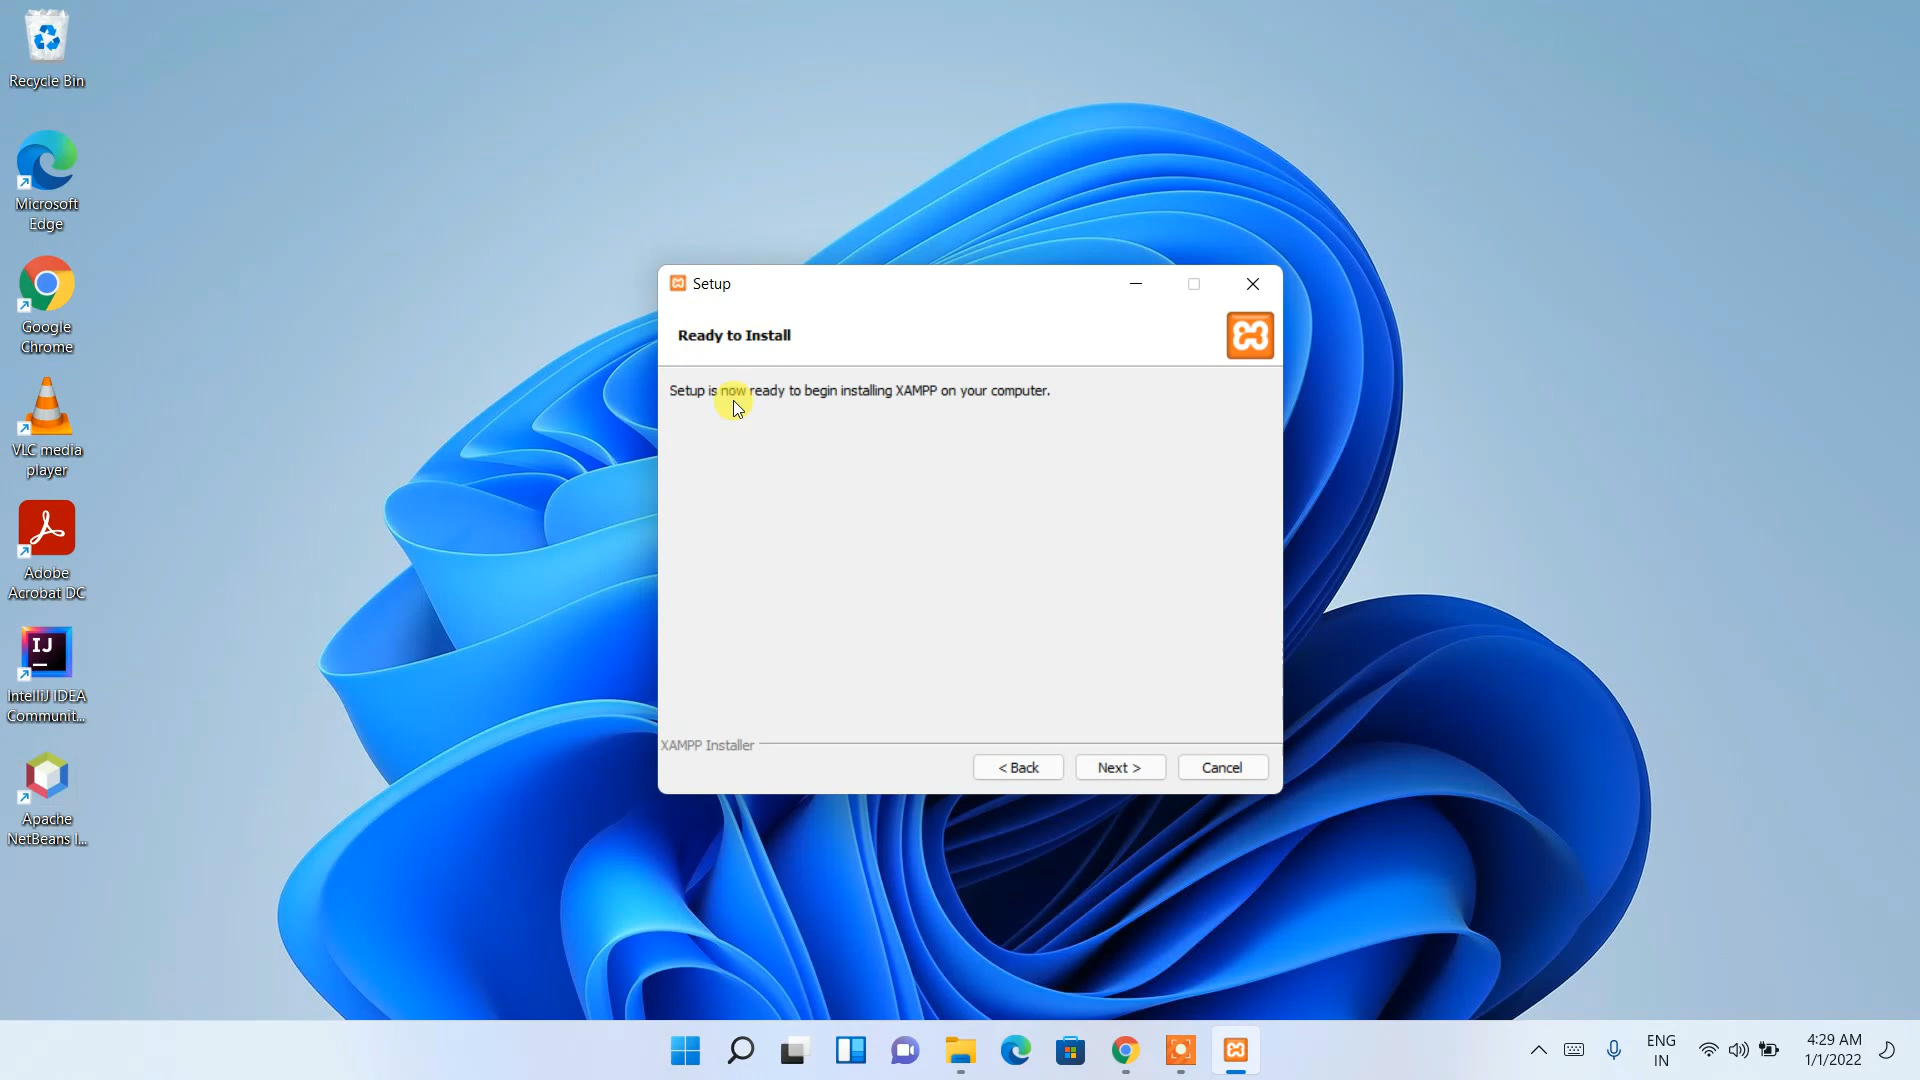 Recycle Bin
Microsoft
Edge
Google
Chrome
VLC media
player
Adobe
Acrobat DC
IJ
IntelliJ IDEA
Communit...
Apache
NetBeans I...
Setup
Ready to Install
Setup is now ready to begin installing XAMPP on your computer.
XAMPP Installer
< Back
Next >
Cancel
ENG
IN
4:29 AM
1/1/2022